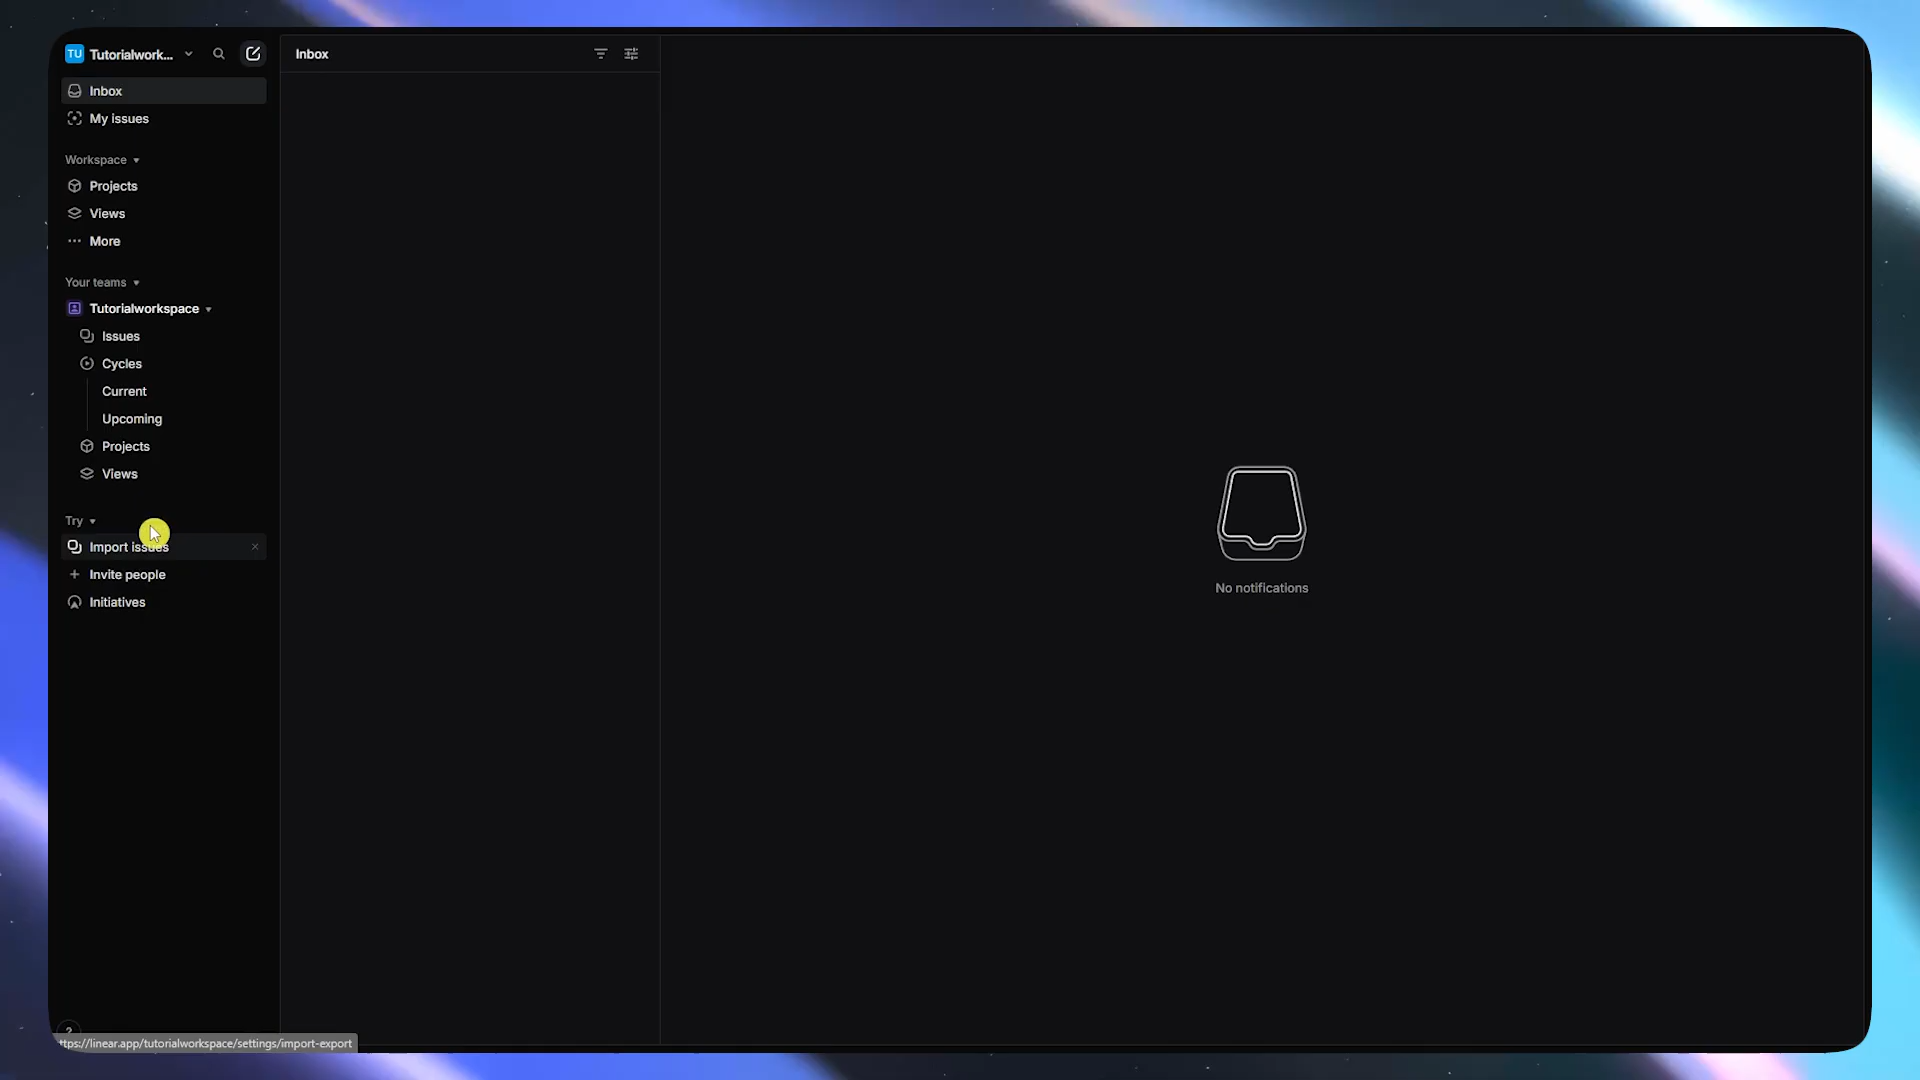 TU Tutorialwork...
Inbox
Inbox
My issues
Workspace
Projects
Views
More
Your teams
Tutorialworkspace
Issues
Cycles
Current
Upcoming
Projects
Views
Try
Import issues
Invite people
Initiatives
No notifications
?
ttps://linear.app/tutorialworkspace/settings/import-export